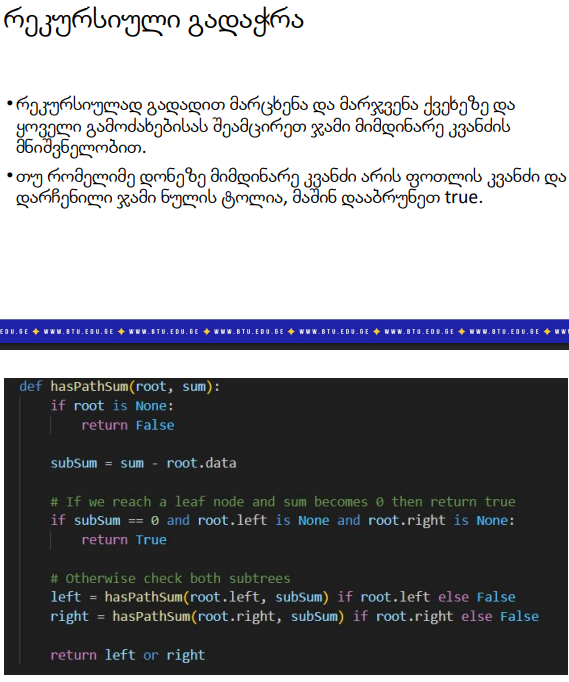 რეკურსიული გადაჭრა
• რეკურსიულად გადადით მარცხენა და მარჯვენა ქვეხეზე და
ყოველი გამოძახებისას შეამცირეთ ჯამი მიმდინარე კვანძის
მნიშვნელობით.
• თუ რომელიმე დონეზე მიმდინარე კვანძი არის ფოთლის კვანძი და
დარჩენილი ჯამი ნულის ტოლია, მაშინ დააბრუნეთ true.
EDU.GE ✦ WWW.BTU.EDU.GE ✦ WWW.BTU.EDU.GE ✦ WWW.BTU.EDU.GE ✦ WWW.BTU.EDU.GE ✦ WWW.BTU.EDU.GE ✦ WWW.BTU.EDU.GE ✦ WW
def hasPathSum(root, sum):
    if root is None:
        return False
    subSum = sum - root.data
    # If we reach a leaf node and sum becomes 0 then return true
    if subSum == 0 and root.left is None and root.right is None:
        return True
    # Otherwise check both subtrees
    left = hasPathSum(root.left, subSum) if root.left else False
    right = hasPathSum(root.right, subSum) if root.right else False
    return left or right